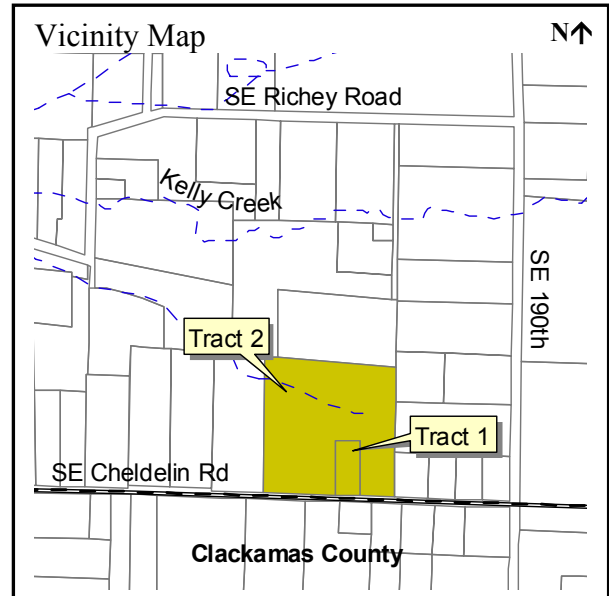 Vicinity Map
N↑
SE Richey Road
Kelly Creek
SE 190th
Tract 2
Tract 1
SE Cheldelin Rd
Clackamas County